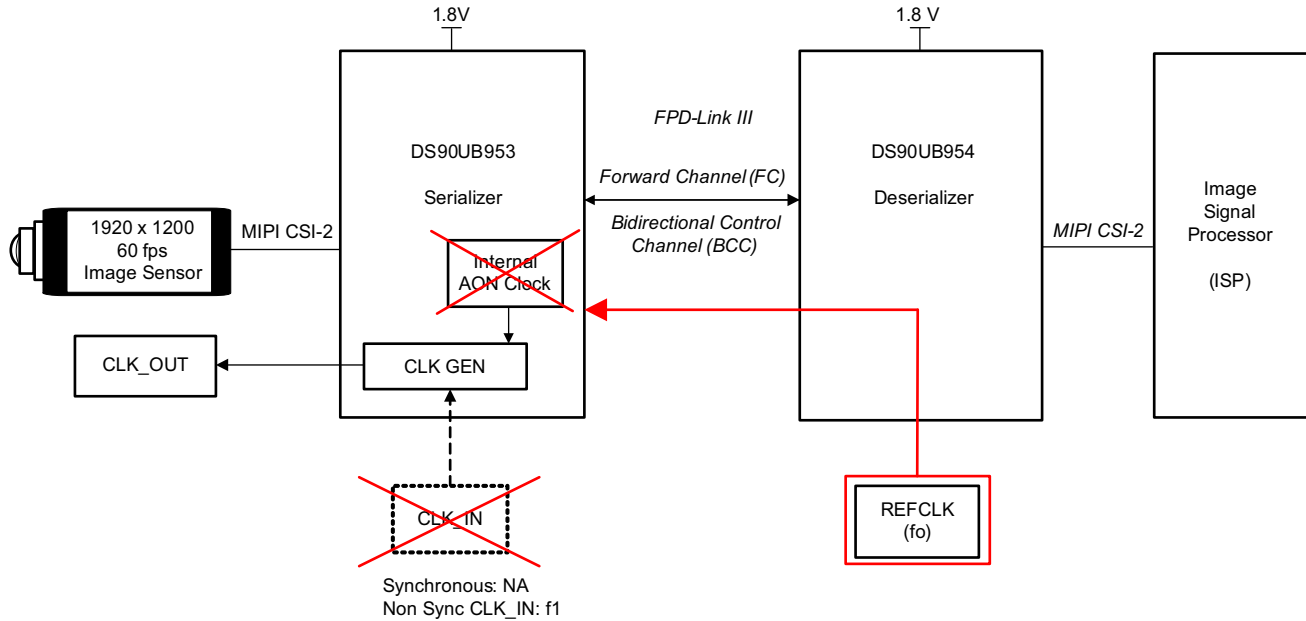 1.8V
1.8 V
DS90UB953
Serializer
FPD-Link III
Forward Channel (FC)
Bidirectional Control
Channel (BCC)
DS90UB954
Deserializer
Image
Signal
Processor
(ISP)
1920 x 1200
60 fps
Image Sensor
MIPI CSI-2
MIPI CSI-2
Internal
AON Clock
CLK_OUT
CLK GEN
CLK_IN
REFCLK
(fo)
Synchronous: NA
Non Sync CLK_IN: f1